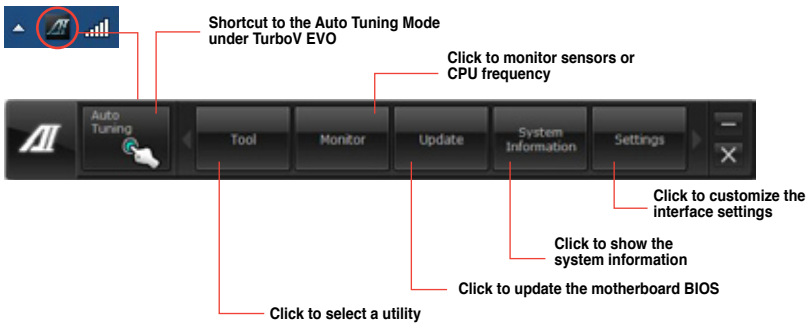 Shortcut to the Auto Tuning Mode
under TurboV EVO
Click to monitor sensors or
CPU frequency
Auto
Tuning
Tool
Monitor
Update
System
Information
Settings
Click to customize the
interface settings
Click to show the
system information
Click to update the motherboard BIOS
Click to select a utility